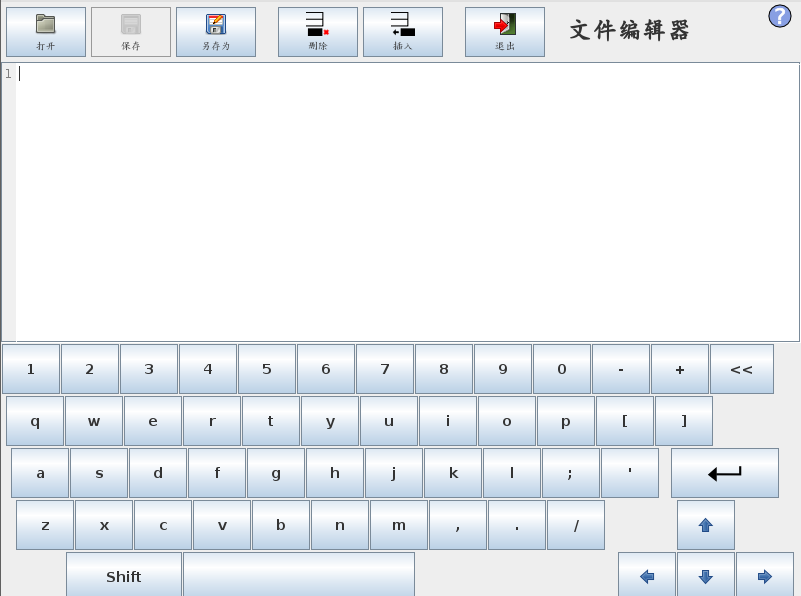 打开 保存 另存为 删除 插入 退出 文件编辑器 ?
1
1 2 3 4 5 6 7 8 9 0 - + <<
q w e r t y u i o p [ ]
a s d f g h j k l ; '
z x c v b n m , . /
Shift